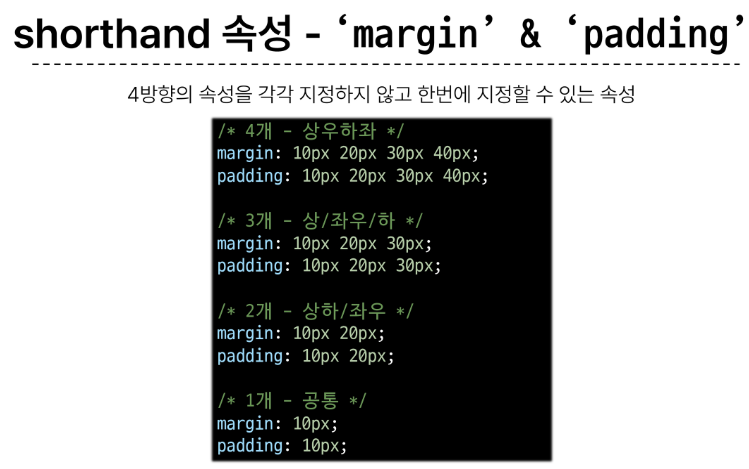 shorthand 속성 - ‘margin’ & ‘padding’
4방향의 속성을 각각 지정하지 않고 한번에 지정할 수 있는 속성
/* 4개 - 상우하좌 */
margin: 10px 20px 30px 40px;
padding: 10px 20px 30px 40px;
/* 3개 - 상/좌우/하 */
margin: 10px 20px 30px;
padding: 10px 20px 30px;
/* 2개 - 상하/좌우 */
margin: 10px 20px;
padding: 10px 20px;
/* 1개 - 공통 */
margin: 10px;
padding: 10px;